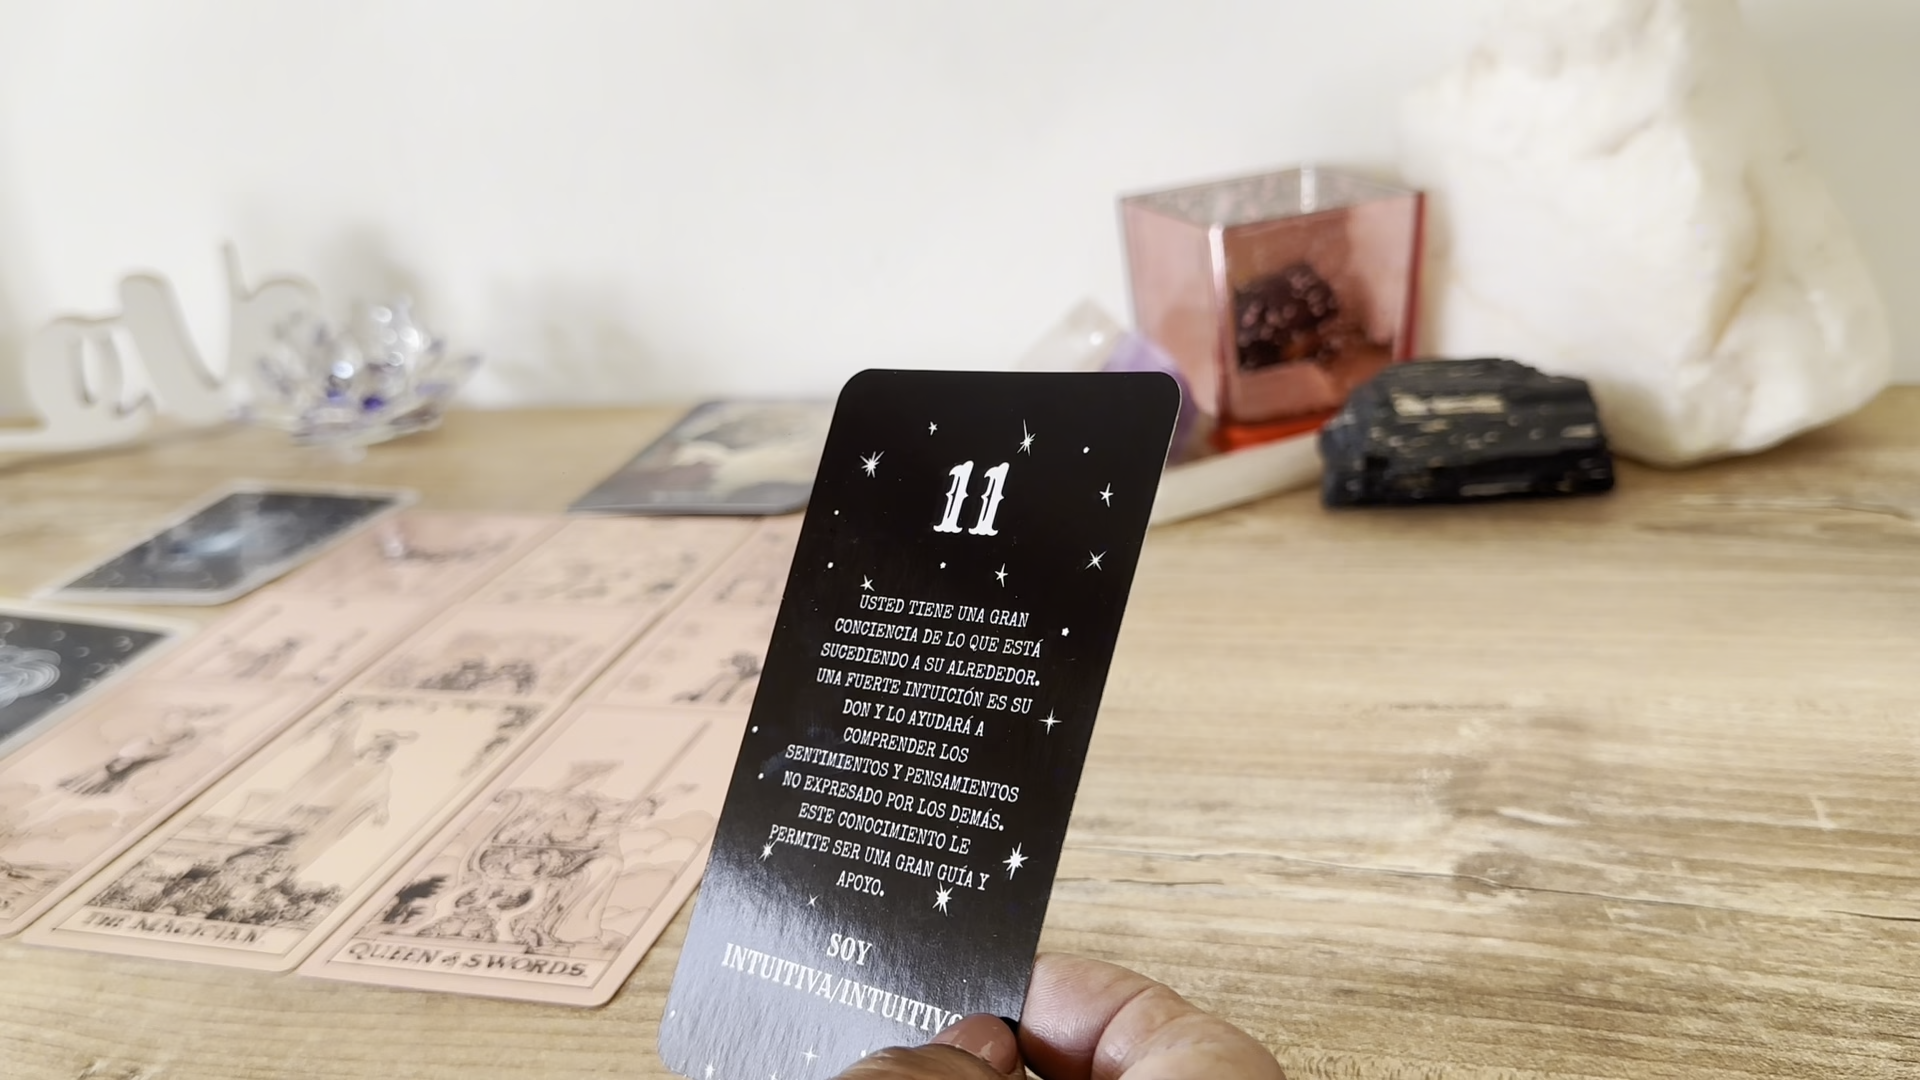 11
USTED TIENE UNA GRAN
CONCIENCIA DE LO QUE ESTÁ
SUCEDIENDO A SU ALREDEDOR.
UNA FUERTE INTUICIÓN ES SU
DON Y LO AYUDARÁ A
COMPRENDER LOS
SENTIMIENTOS Y PENSAMIENTOS
NO EXPRESADO POR LOS DEMÁS.
ESTE CONOCIMIENTO LE
PERMITE SER UNA GRAN GUÍA Y
APOYO.
SOY
INTUITIVA/INTUITIVO
THE MAGICIAN.
QUEEN of SWORDS.